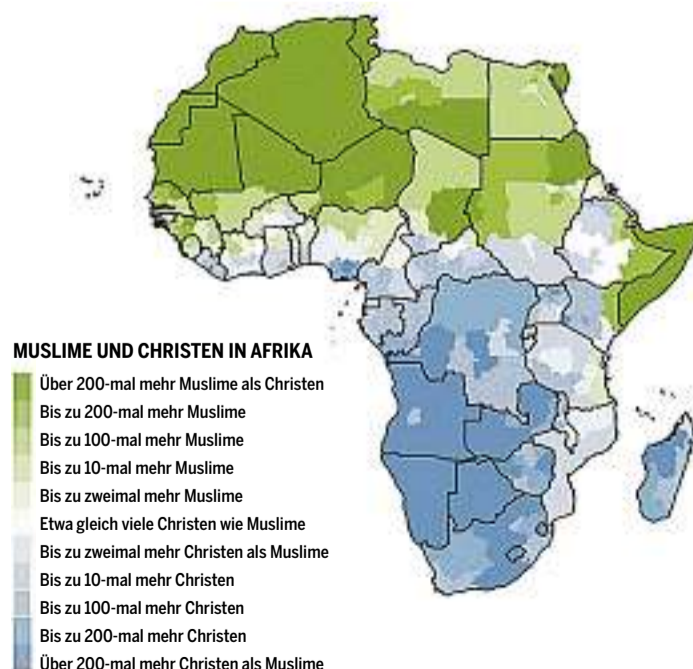 MUSLIME UND CHRISTEN IN AFRIKA
Über 200-mal mehr Muslime als Christen
Bis zu 200-mal mehr Muslime
Bis zu 100-mal mehr Muslime
Bis zu 10-mal mehr Muslime
Bis zu zweimal mehr Muslime
Etwa gleich viele Christen wie Muslime
Bis zu zweimal mehr Christen als Muslime
Bis zu 10-mal mehr Christen
Bis zu 100-mal mehr Christen
Bis zu 200-mal mehr Christen
Über 200-mal mehr Christen als Muslime